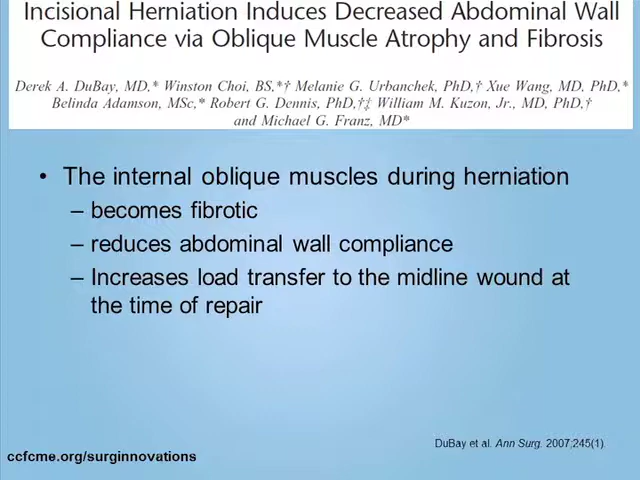 Incisional Herniation Induces Decreased Abdominal Wall
Compliance via Oblique Muscle Atrophy and Fibrosis
Derek A. DuBay, MD,* Winston Choi, BS,*† Melanie G. Urbanchek, PhD,† Xue Wang, MD, PhD,*
Belinda Adamson, MSc,* Robert G. Dennis, PhD,†‡ William M. Kuzon, Jr., MD, PhD,†
and Michael G. Franz, MD*
• The internal oblique muscles during herniation
– becomes fibrotic
– reduces abdominal wall compliance
– Increases load transfer to the midline wound at
the time of repair
DuBay et al. Ann Surg. 2007;245(1).
ccfcme.org/surginnovations